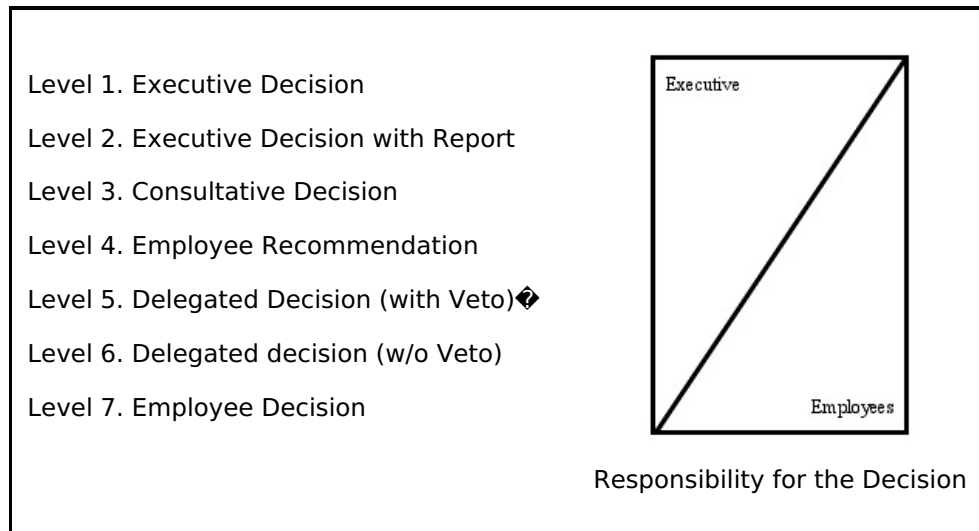 Level 1. Executive Decision
Level 2. Executive Decision with Report
Level 3. Consultative Decision
Level 4. Employee Recommendation
Level 5. Delegated Decision (with Veto)�
Level 6. Delegated decision (w/o Veto)
Level 7. Employee Decision
Executive
Employees
Responsibility for the Decision